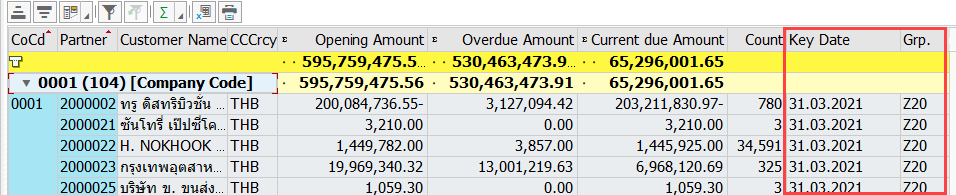 CoCd Partner Customer Name CCCrcy Opening Amount Overdue Amount Current due Amount Count Key Date Grp.
595,759,475.5... 530,463,473.9... 65,296,001.65
0001 (104) [Company Code] 595,759,475.56 530,463,473.91 65,296,001.65
0001 2000002 ทรู ดิสทริบิวชั่น ... THB 200,084,736.55- 3,127,094.42 203,211,830.97- 780 31.03.2021 Z20
2000021 ซันโทรี่ เป๊ปซี่โค... THB 3,210.00 0.00 3,210.00 3 31.03.2021 Z20
2000022 H. NOKHOOK ... THB 1,449,782.00 3,857.00 1,445,925.00 34,591 31.03.2021 Z20
2000023 กรุงเทพอุตสาห... THB 19,969,340.32 13,001,219.63 6,968,120.69 325 31.03.2021 Z20
2000025 บริษัท ข. ขนส่ง... THB 1,059.30 0.00 1,059.30 3 31.03.2021 Z20